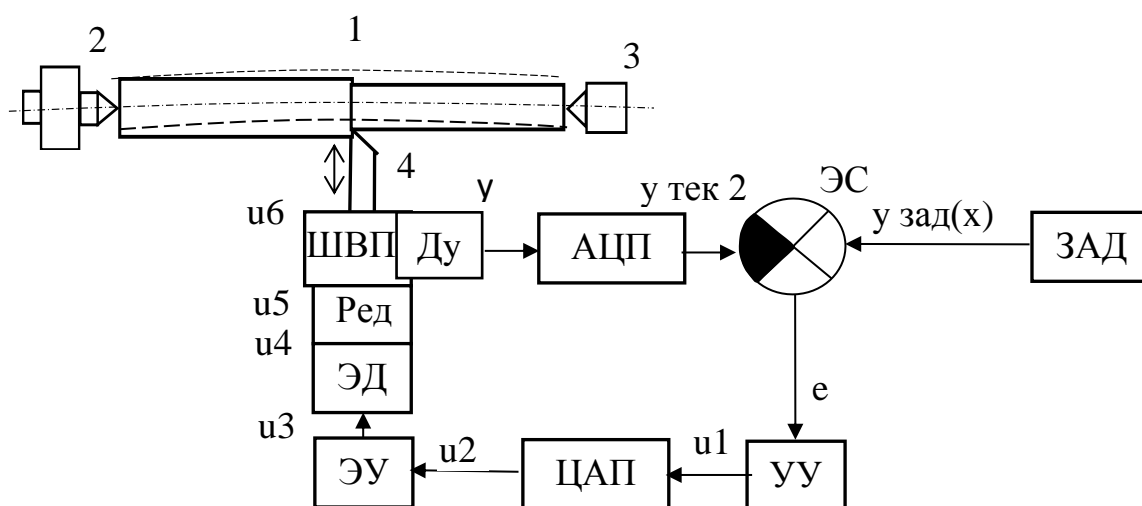 1
2
3
4
у
у тек 2
ЭС
у зад(x)
u6
ШВП
Ду
АЦП
ЗАД
u5
Ред
u4
ЭД
e
u3
u2
u1
ЭУ
ЦАП
УУ